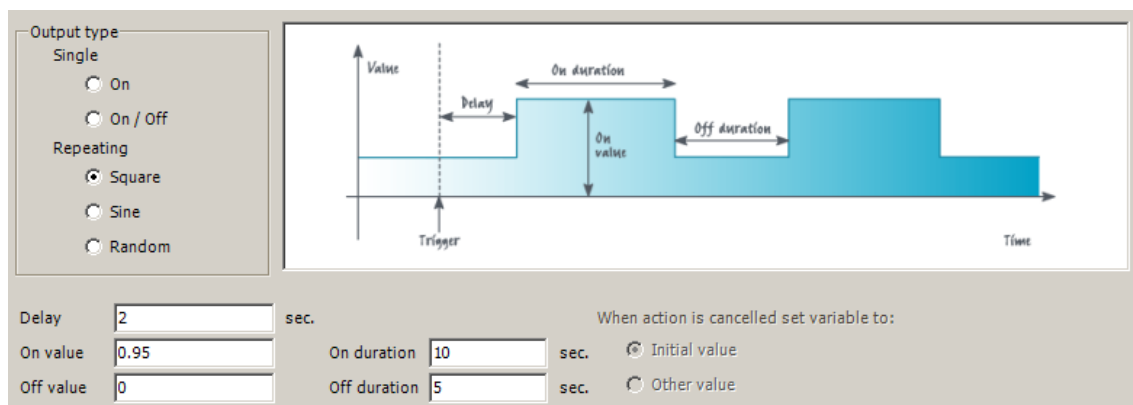 Output type
Single
On
On / Off
Repeating
Square
Sine
Random
Value
On duration
Delay
On
value
Off duration
Trigger
Time
Delay 2 sec.
When action is cancelled set variable to:
On value 0.95 On duration 10 sec. Initial value
Off value 0 Off duration 5 sec. Other value